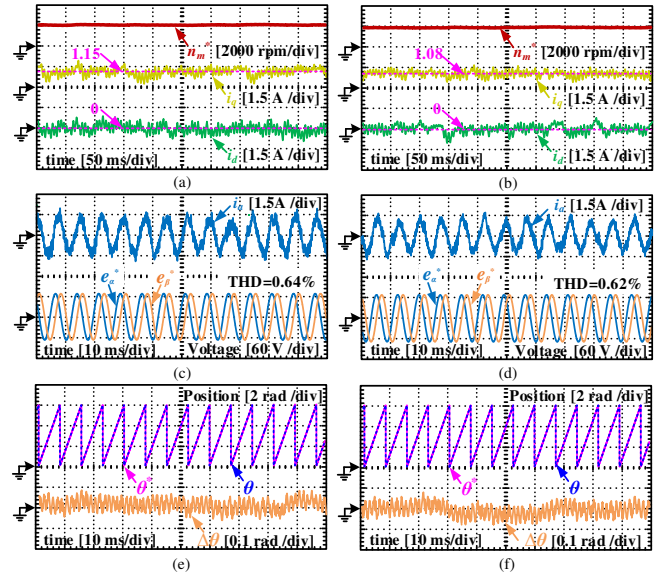 1.15
n_m* [2000 rpm/div]
i_q [1.5 A /div]
0
time [50 ms/div] i_d [1.5 A /div]
(a)
1.08
n_m* [2000 rpm/div]
i_q [1.5 A /div]
0
time [50 ms/div] i_d [1.5 A /div]
(b)
[1.5A /div]
e_α* e_β* THD=0.64%
time [10 ms/div] Voltage [60 V /div]
(c)
i_α [1.5A /div]
e_α* e_β* THD=0.62%
time [10 ms/div] Voltage [60 V /div]
(d)
Position [2 rad /div]
θ* θ
time [10 ms/div] Δθ [0.1 rad /div]
(e)
Position [2 rad /div]
θ* θ
time [10 ms/div] Δθ [0.1 rad /div]
(f)